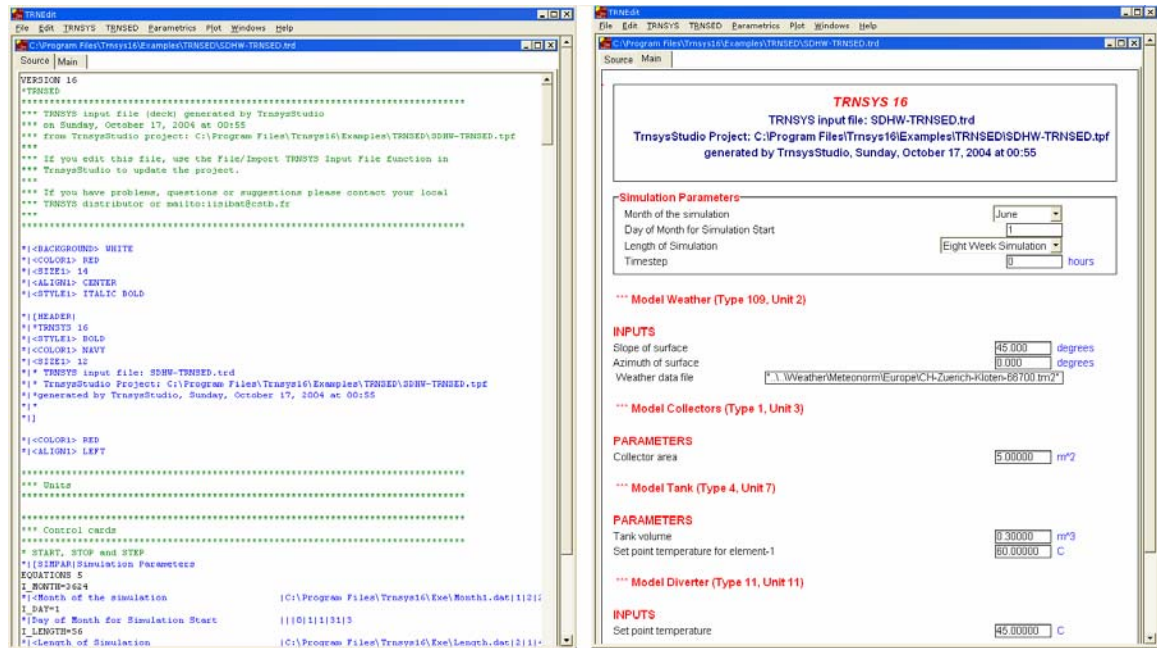 TRNEdit
File Edit TRNSYS TRNSED Parametrics Plot Windows Help
C:\Program Files\Trnsys16\Examples\TRNSED\SDHW-TRNSED.trd
Source Main
VERSION 16
*TRNSED
*** TRNSYS input file (deck) generated by TrnsysStudio
*** on Sunday, October 17, 2004 at 00:55
*** from TrnsysStudio project: C:\Program Files\Trnsys16\Examples\TRNSED\SDHW-TRNSED.tpf
***
*** If you edit this file, use the File/Import TRNSYS Input File function in
*** TrnsysStudio to update the project.
***
*** If you have problems, questions or suggestions please contact your local
*** TRNSYS distributor or mailto:iisibat@cstb.fr
***
*|<BACKGROUND> WHITE
*|<COLOR1> RED
*|<SIZE1> 14
*|<ALIGN1> CENTER
*|<STYLE1> ITALIC BOLD
*|[HEADER|
*|*TRNSYS 16
*|<STYLE1> BOLD
*|<COLOR1> NAVY
*|<SIZE1> 12
*|* TRNSYS input file: SDHW-TRNSED.trd
*|* TrnsysStudio Project: C:\Program Files\Trnsys16\Examples\TRNSED\SDHW-TRNSED.tpf
*|*generated by TrnsysStudio, Sunday, October 17, 2004 at 00:55
*|*
*|]
*|<COLOR1> RED
*|<ALIGN1> LEFT
*** Units
*** Control cards
* START, STOP and STEP
*|[SIMPAR|Simulation Parameters
EQUATIONS 5
I_MONTH=3624
*|<Month of the simulation |C:\Program Files\Trnsys16\Exe\Month1.dat|1|2|
I_DAY=1
*|Day of Month for Simulation Start ||||0|1|1|31|3
I_LENGTH=56
*|<Length of Simulation |C:\Program Files\Trnsys16\Exe\Length.dat|2|1|
TRNEdit
File Edit TRNSYS TRNSED Parametrics Plot Windows Help
C:\Program Files\Trnsys16\Examples\TRNSED\SDHW-TRNSED.trd
Source Main
TRNSYS 16
TRNSYS input file: SDHW-TRNSED.trd
TrnsysStudio Project: C:\Program Files\Trnsys16\Examples\TRNSED\SDHW-TRNSED.tpf
generated by TrnsysStudio, Sunday, October 17, 2004 at 00:55
Simulation Parameters
Month of the simulation June
Day of Month for Simulation Start 1
Length of Simulation Eight Week Simulation
Timestep 0 hours
*** Model Weather (Type 109, Unit 2)
INPUTS
Slope of surface 45.000 degrees
Azimuth of surface 0.000 degrees
Weather data file "..\..\Weather\Meteonorm\Europe\CH-Zuerich-Kloten-66700.tm2"
*** Model Collectors (Type 1, Unit 3)
PARAMETERS
Collector area 5.00000 m^2
*** Model Tank (Type 4, Unit 7)
PARAMETERS
Tank volume 0.30000 m^3
Set point temperature for element-1 60.00000 C
*** Model Diverter (Type 11, Unit 11)
INPUTS
Set point temperature 45.00000 C